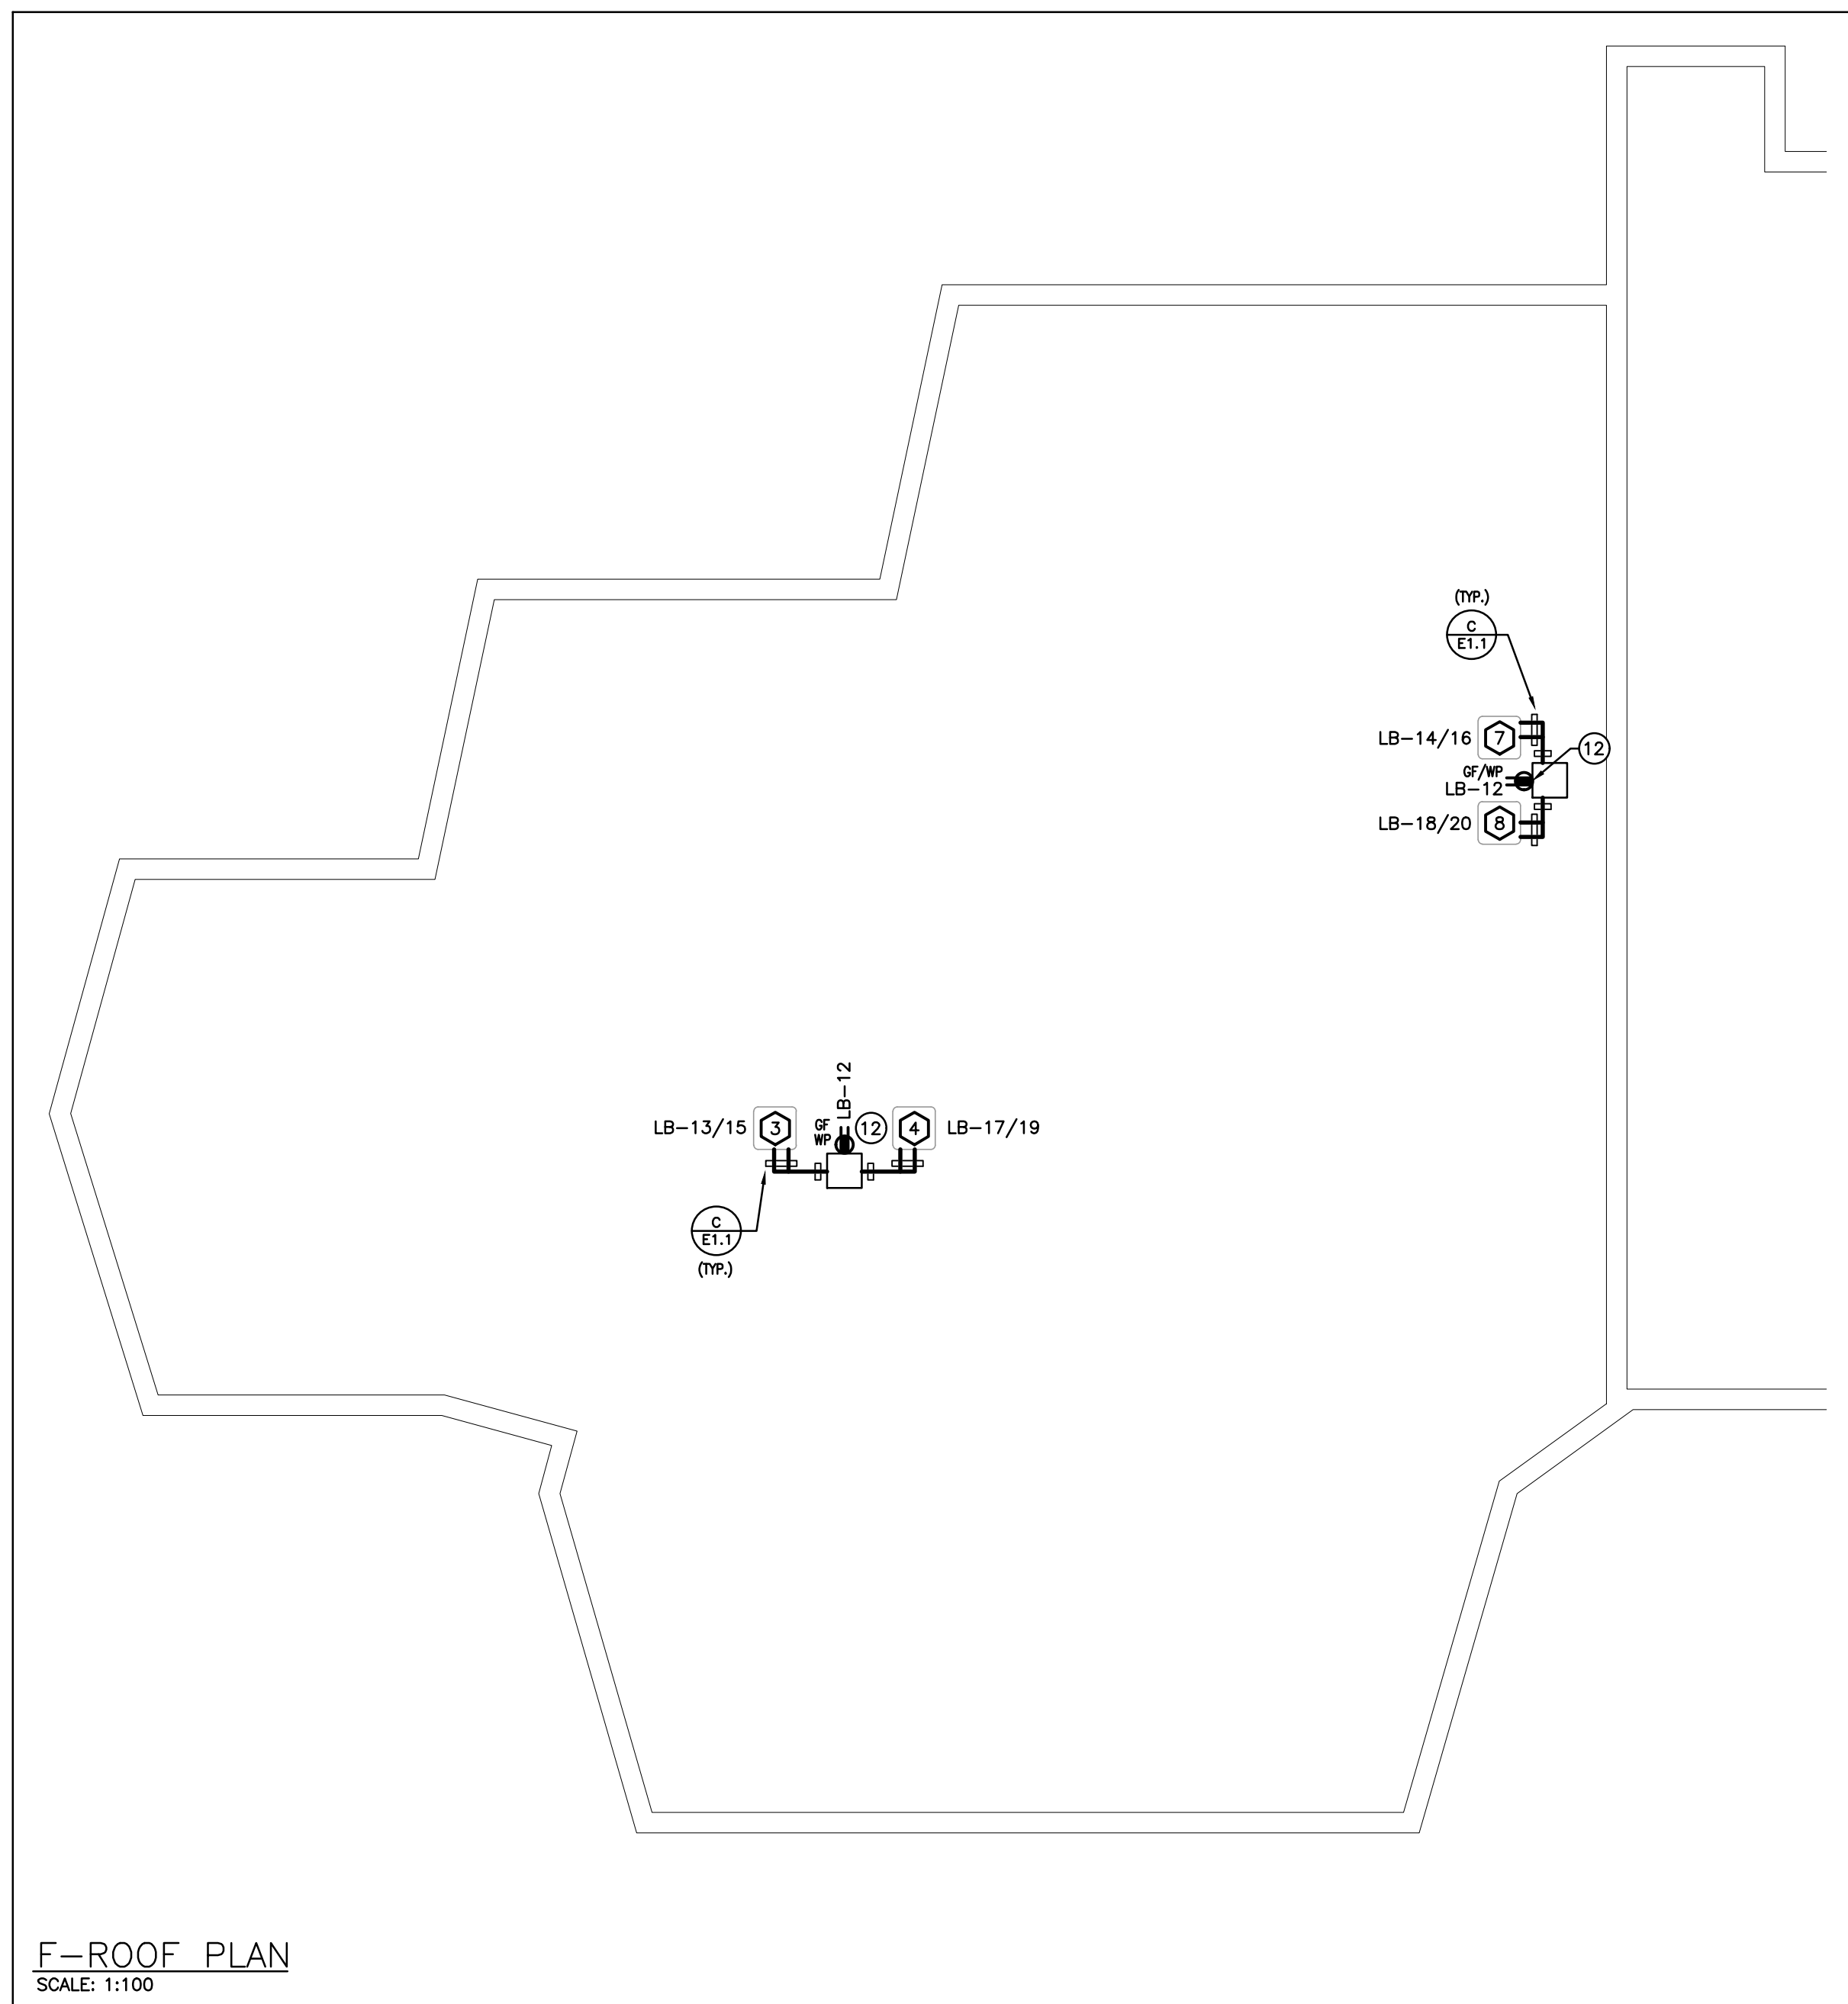 (TYP.)
C
E1.1
LB-14/16
7
12
GF/WP
LB-12
LB-18/20
8
LB-12
LB-13/15
3
GF
WP
12
4
LB-17/19
C
E1.1
(TYP.)
F-ROOF PLAN
SCALE: 1:100